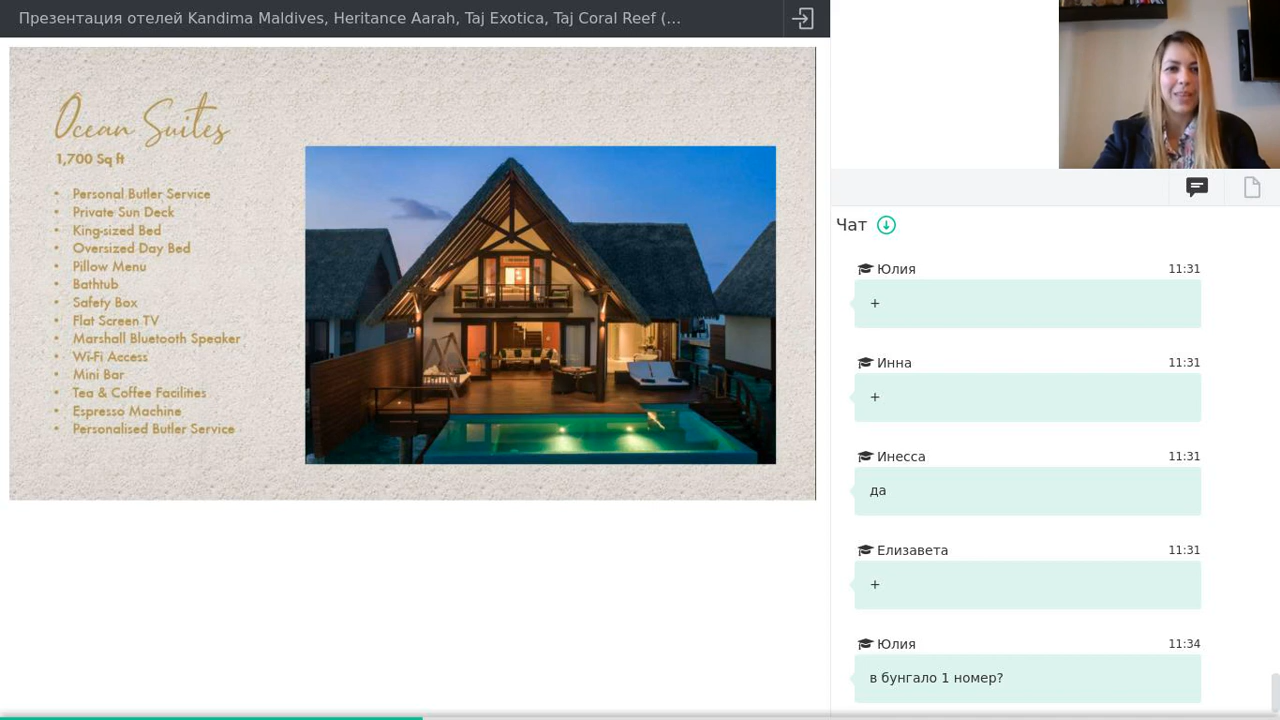 Презентация отелей Kandima Maldives, Heritance Aarah, Taj Exotica, Taj Coral Reef (...
Ocean Suites
1,700 Sq ft
• Personal Butler Service
• Private Sun Deck
• King-sized Bed
• Oversized Day Bed
• Pillow Menu
• Bathtub
• Safety Box
• Flat Screen TV
• Marshall Bluetooth Speaker
• Wi-Fi Access
• Mini Bar
• Tea & Coffee Facilities
• Espresso Machine
• Personalised Butler Service
Чат
Юлия 11:31
+
Инна 11:31
+
Инесса 11:31
да
Елизавета 11:31
+
Юлия 11:34
в бунгало 1 номер?